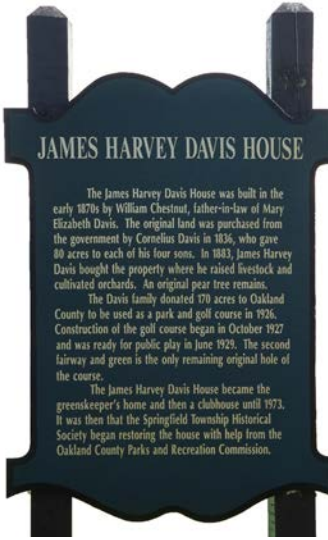 JAMES HARVEY DAVIS HOUSE
The James Harvey Davis House was built in the
early 1870s by William Chestnut, father-in-law of Mary
Elizabeth Davis. The original land was purchased from
the government by Cornelius Davis in 1836, who gave
80 acres to each of his four sons. In 1883, James Harvey
Davis bought the property where he raised livestock and
cultivated orchards. An original pear tree remains.
The Davis family donated 170 acres to Oakland
County to be used as a park and golf course in 1926.
Construction of the golf course began in October 1927
and was ready for public play in June 1929. The second
fairway and green is the only remaining original hole of
the course.
The James Harvey Davis House became the
greenskeeper's home and then a clubhouse until 1973.
It was then that the Springfield Township Historical
Society began restoring the house with help from the
Oakland County Parks and Recreation Commission.